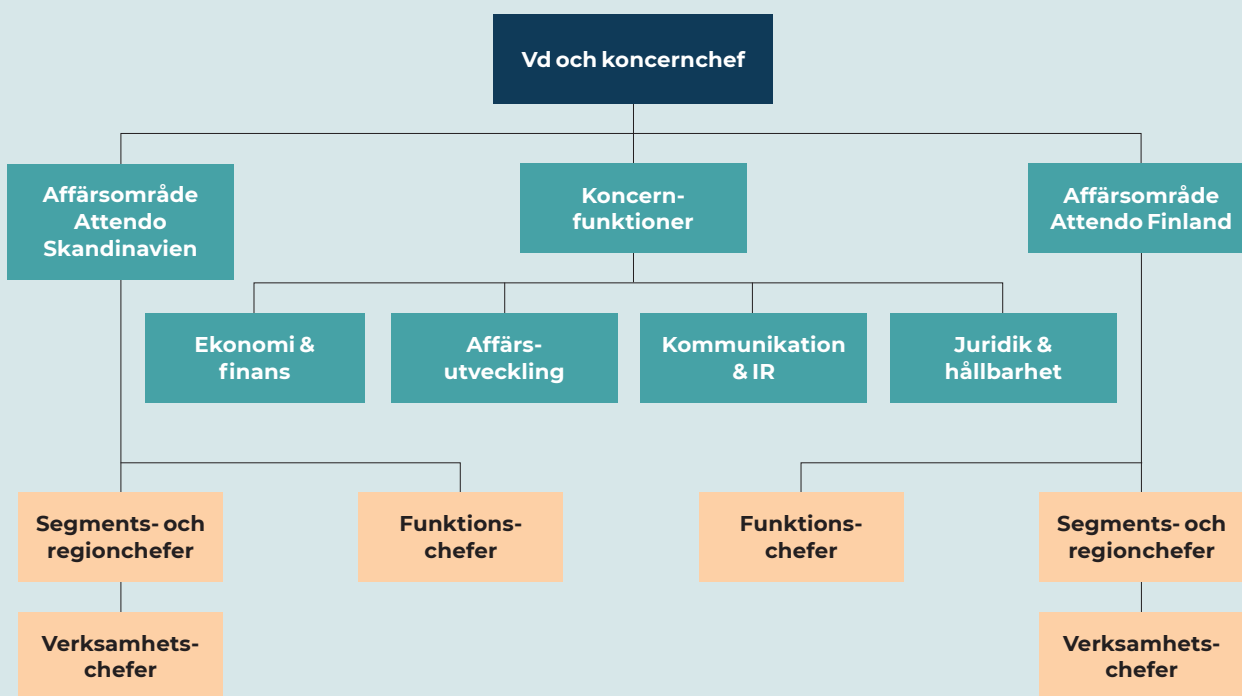 Vd och koncernchef
Affärsområde
Attendo
Skandinavien
Koncern-
funktioner
Affärsområde
Attendo Finland
Ekonomi &
finans
Affärs-
utveckling
Kommunikation
& IR
Juridik &
hållbarhet
Segments- och
regionchefer
Funktions-
chefer
Funktions-
chefer
Segments- och
regionchefer
Verksamhets-
chefer
Verksamhets-
chefer